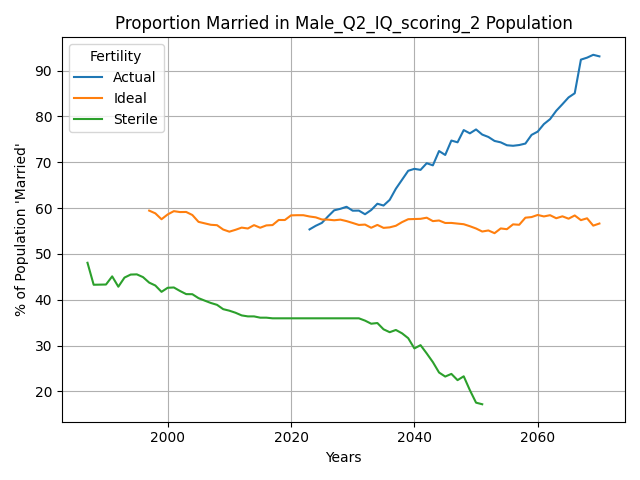 Proportion Married in Male_Q2_IQ_scoring_2 Population
Fertility
Actual
Ideal
Sterile
% of Population 'Married'
90
80
70
60
50
40
30
20
2000
2020
2040
2060
Years